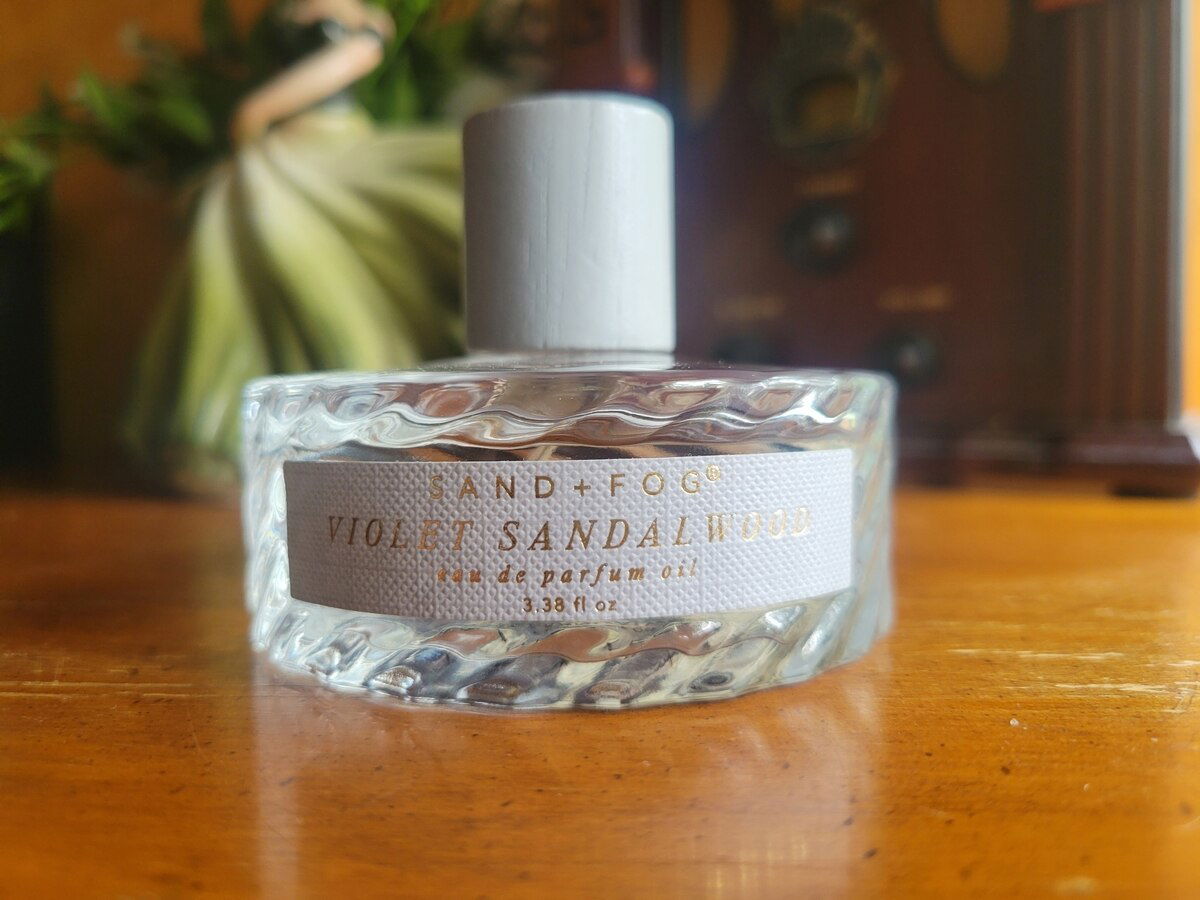 SAND + FOG®
VIOLET SANDALWOOD
eau de parfum oil
3.38 fl oz